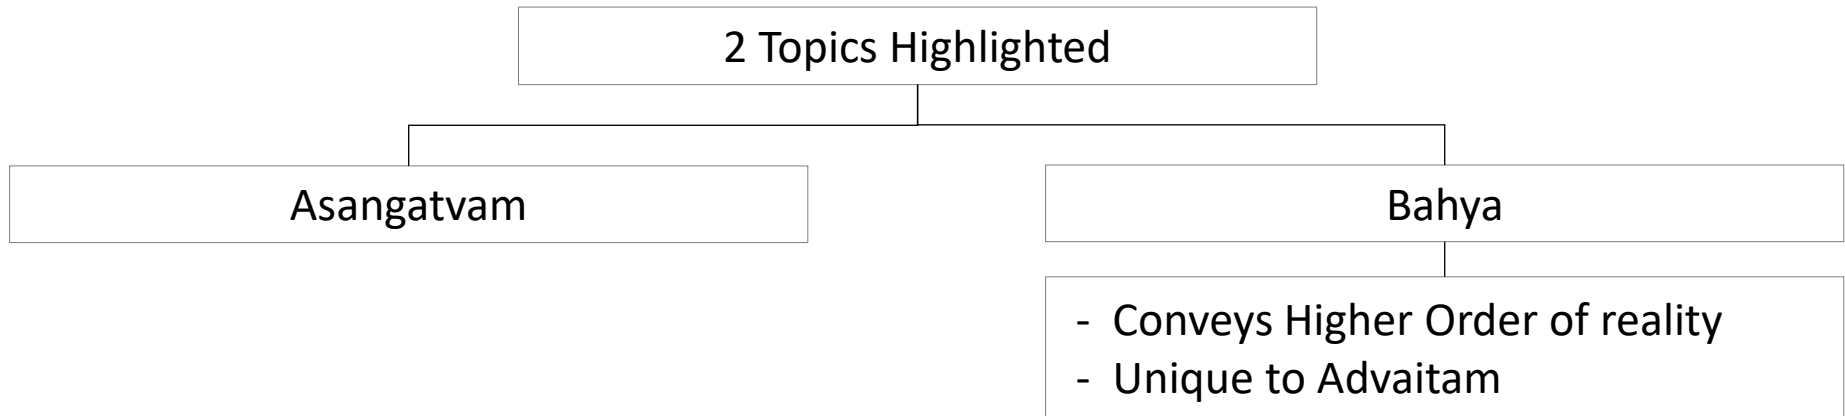 2 Topics Highlighted
Asangatvam
Bahya
- Conveys Higher Order of reality
- Unique to Advaitam